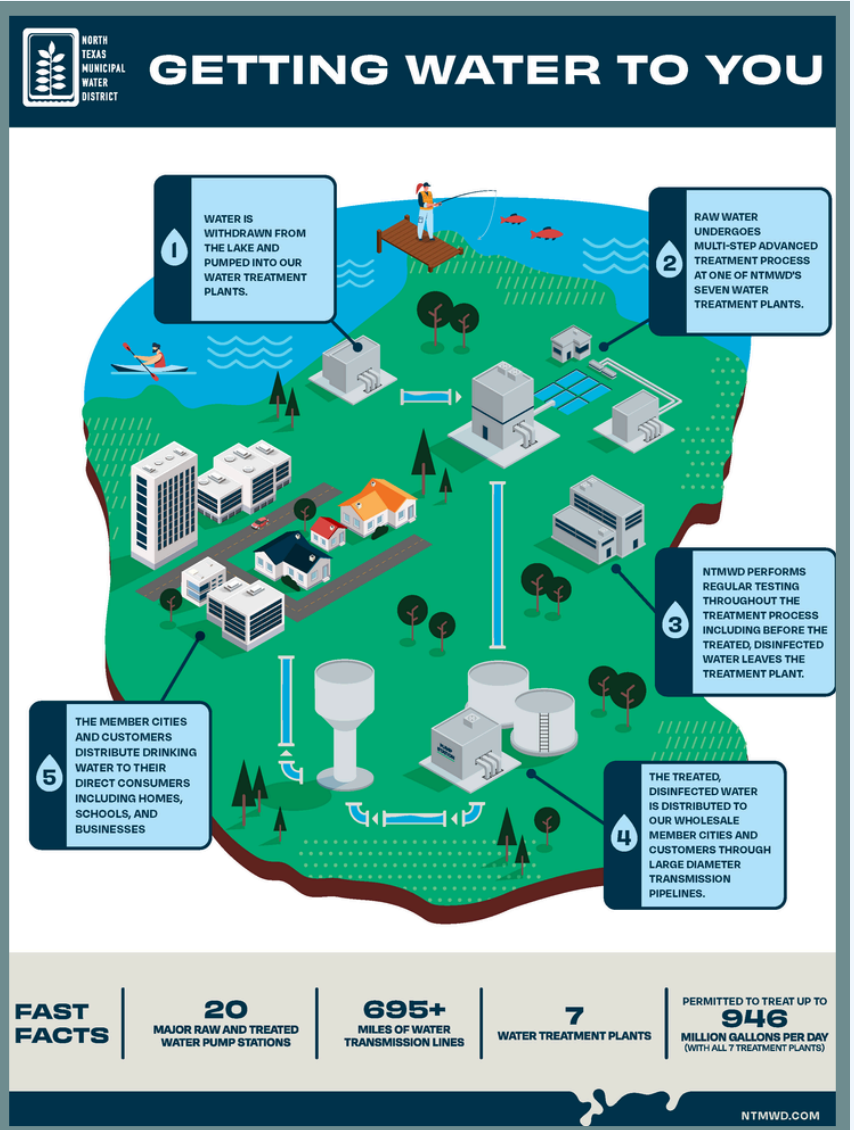 NORTH
TEXAS
MUNICIPAL
WATER
DISTRICT
GETTING WATER TO YOU
1
WATER IS
WITHDRAWN FROM
THE LAKE AND
PUMPED INTO OUR
WATER TREATMENT
PLANTS.
2
RAW WATER
UNDERGOES
MULTI-STEP ADVANCED
TREATMENT PROCESS
AT ONE OF NTMWD'S
SEVEN WATER
TREATMENT PLANTS.
3
NTMWD PERFORMS
REGULAR TESTING
THROUGHOUT THE
TREATMENT PROCESS
INCLUDING BEFORE THE
TREATED, DISINFECTED
WATER LEAVES THE
TREATMENT PLANT.
4
THE TREATED,
DISINFECTED WATER
IS DISTRIBUTED TO
OUR WHOLESALE
MEMBER CITIES AND
CUSTOMERS THROUGH
LARGE DIAMETER
TRANSMISSION
PIPELINES.
5
THE MEMBER CITIES
AND CUSTOMERS
DISTRIBUTE DRINKING
WATER TO THEIR
DIRECT CONSUMERS
INCLUDING HOMES,
SCHOOLS, AND
BUSINESSES
FAST
FACTS
20
MAJOR RAW AND TREATED
WATER PUMP STATIONS
695+
MILES OF WATER
TRANSMISSION LINES
7
WATER TREATMENT PLANTS
PERMITTED TO TREAT UP TO
946
MILLION GALLONS PER DAY
(WITH ALL 7 TREATMENT PLANTS)
NTMWD.COM